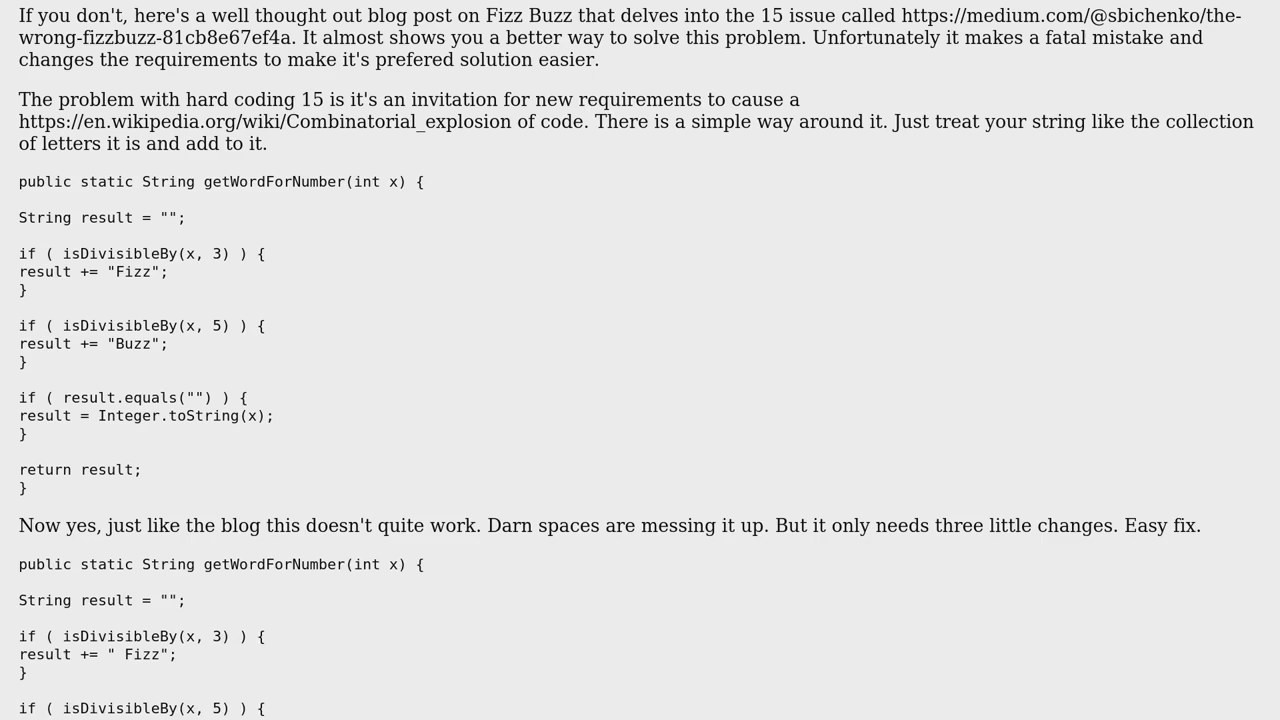 If you don't, here's a well thought out blog post on Fizz Buzz that delves into the 15 issue called https://medium.com/@sbichenko/the-
wrong-fizzbuzz-81cb8e67ef4a. It almost shows you a better way to solve this problem. Unfortunately it makes a fatal mistake and
changes the requirements to make it's prefered solution easier.
The problem with hard coding 15 is it's an invitation for new requirements to cause a
https://en.wikipedia.org/wiki/Combinatorial_explosion of code. There is a simple way around it. Just treat your string like the collection
of letters it is and add to it.
public static String getWordForNumber(int x) {
String result = "";
if ( isDivisibleBy(x, 3) ) {
result += "Fizz";
}
if ( isDivisibleBy(x, 5) ) {
result += "Buzz";
}
if ( result.equals("") ) {
result = Integer.toString(x);
}
return result;
}
Now yes, just like the blog this doesn't quite work. Darn spaces are messing it up. But it only needs three little changes. Easy fix.
public static String getWordForNumber(int x) {
String result = "";
if ( isDivisibleBy(x, 3) ) {
result += " Fizz";
}
if ( isDivisibleBy(x, 5) ) {